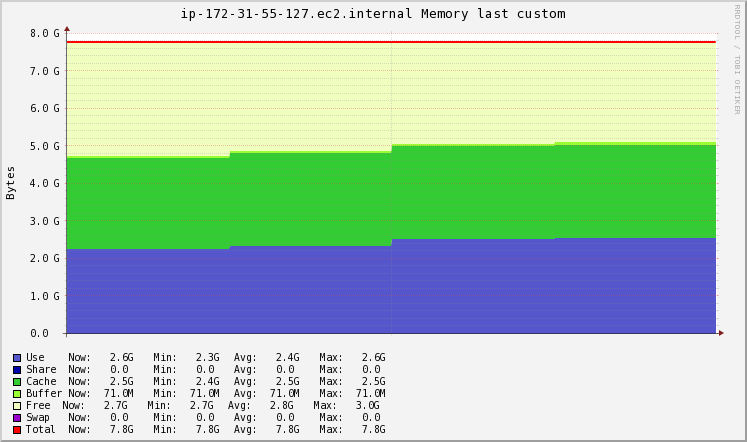 ip-172-31-55-127.ec2.internal Memory last custom
RRDTOOL / TOBI OETIKER
Bytes
8.0 G
7.0 G
6.0 G
5.0 G
4.0 G
3.0 G
2.0 G
1.0 G
0.0
Use Now: 2.6G Min: 2.3G Avg: 2.4G Max: 2.6G
Share Now: 0.0 Min: 0.0 Avg: 0.0 Max: 0.0
Cache Now: 2.5G Min: 2.4G Avg: 2.5G Max: 2.5G
Buffer Now: 71.0M Min: 71.0M Avg: 71.0M Max: 71.0M
Free Now: 2.7G Min: 2.7G Avg: 2.8G Max: 3.0G
Swap Now: 0.0 Min: 0.0 Avg: 0.0 Max: 0.0
Total Now: 7.8G Min: 7.8G Avg: 7.8G Max: 7.8G